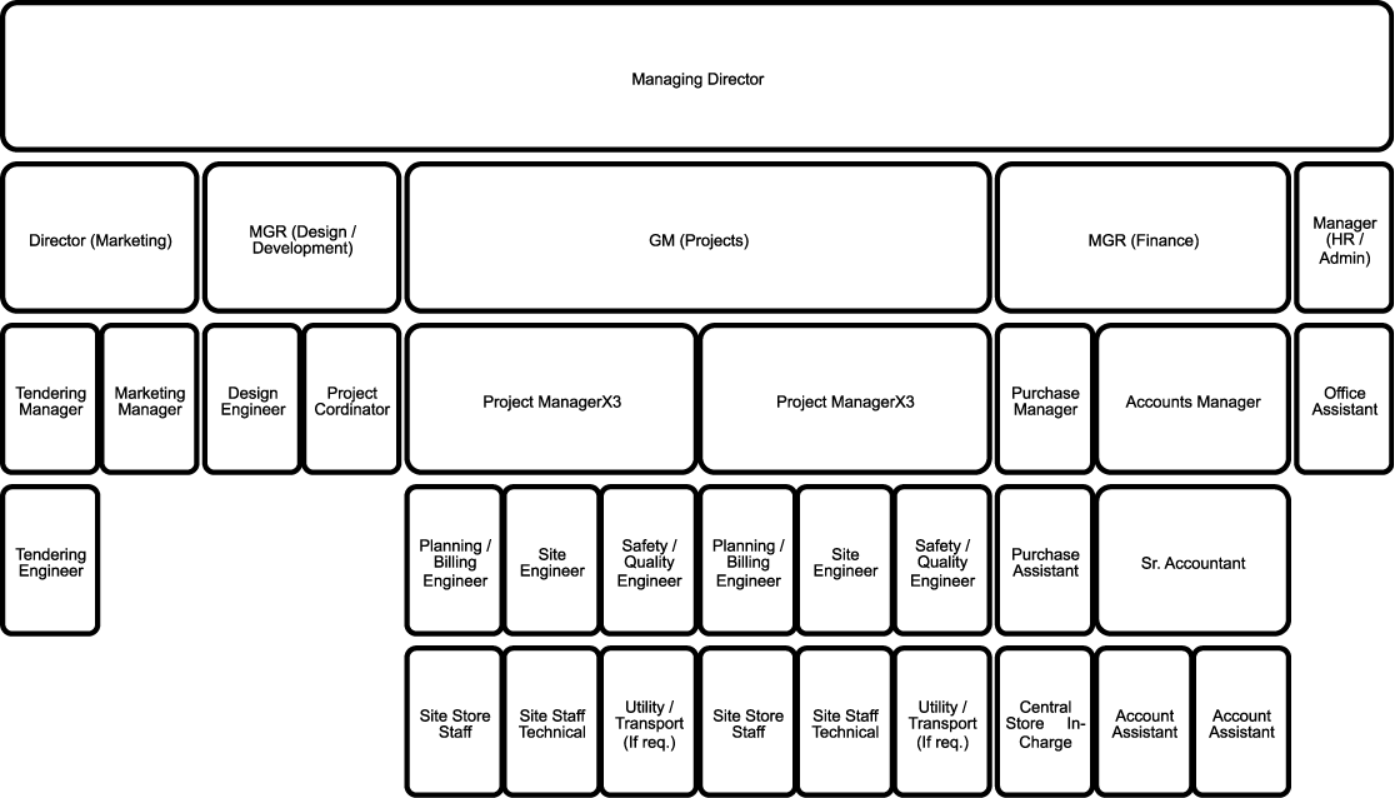 Managing Director
Director (Marketing)
MGR (Design /
Development)
GM (Projects)
MGR (Finance)
Manager
(HR /
Admin)
Tendering
Manager
Marketing
Manager
Design
Engineer
Project
Cordinator
Project ManagerX3
Project ManagerX3
Purchase
Manager
Accounts Manager
Office
Assistant
Tendering
Engineer
Planning /
Billing
Engineer
Site
Engineer
Safety /
Quality
Engineer
Planning /
Billing
Engineer
Site
Engineer
Safety /
Quality
Engineer
Purchase
Assistant
Sr. Accountant
Site Store
Staff
Site Staff
Technical
Utility /
Transport
(If req.)
Site Store
Staff
Site Staff
Technical
Utility /
Transport
(If req.)
Central
Store In-
Charge
Account
Assistant
Account
Assistant